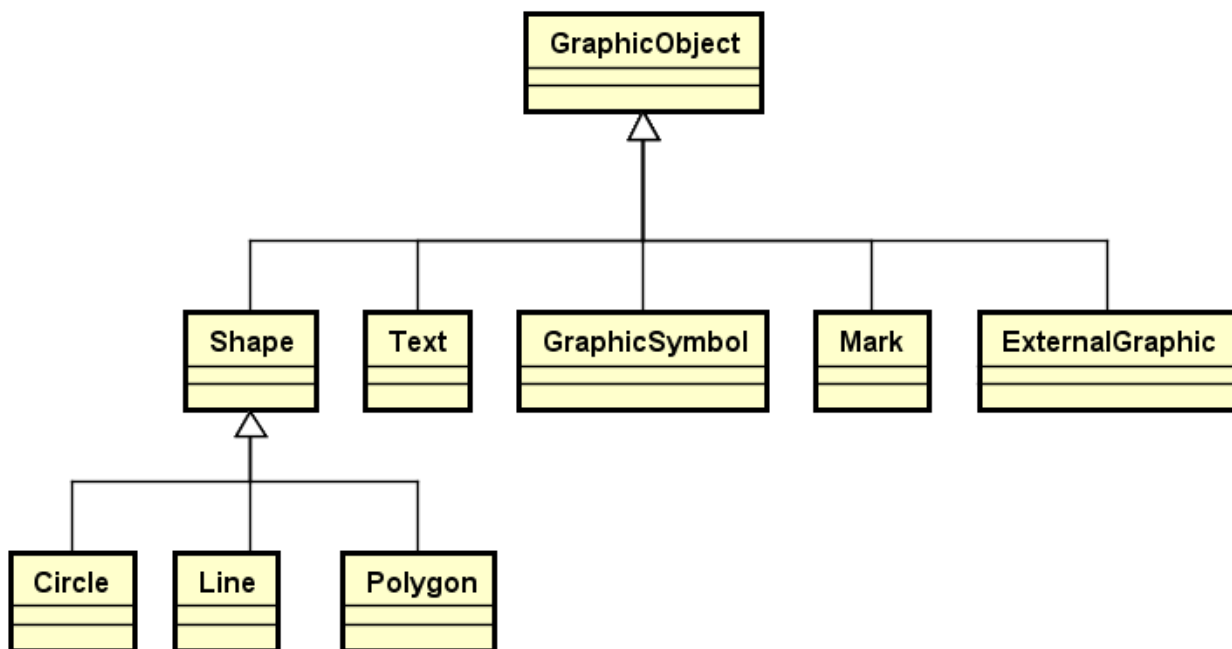 GraphicObject
Shape
Text
GraphicSymbol
Mark
ExternalGraphic
Circle
Line
Polygon